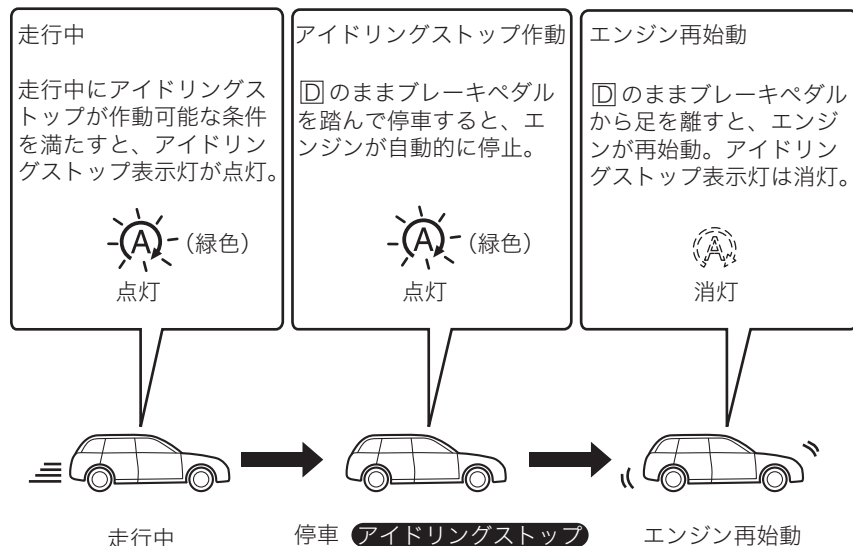 走行中
走行中にアイドリングス
トップが作動可能な条件
を満たすと、アイドリン
グストップ表示灯が点灯。
A (緑色)
点灯
アイドリングストップ作動
Dのままブレーキペダル
を踏んで停車すると、エ
ンジンが自動的に停止。
A (緑色)
点灯
エンジン再始動
Dのままブレーキペダル
から足を離すと、エンジ
ンが再始動。アイドリン
グストップ表示灯は消灯。
A
消灯
走行中
停車 アイドリングストップ
エンジン再始動